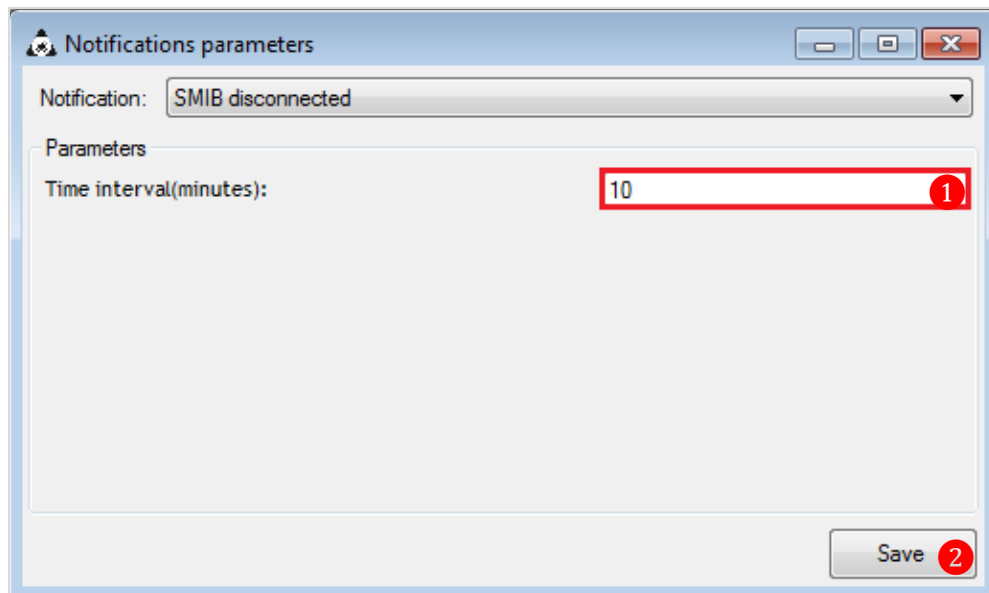 Notifications parameters
Notification: SMIB disconnected
Parameters
Time interval(minutes): 10 1
Save 2